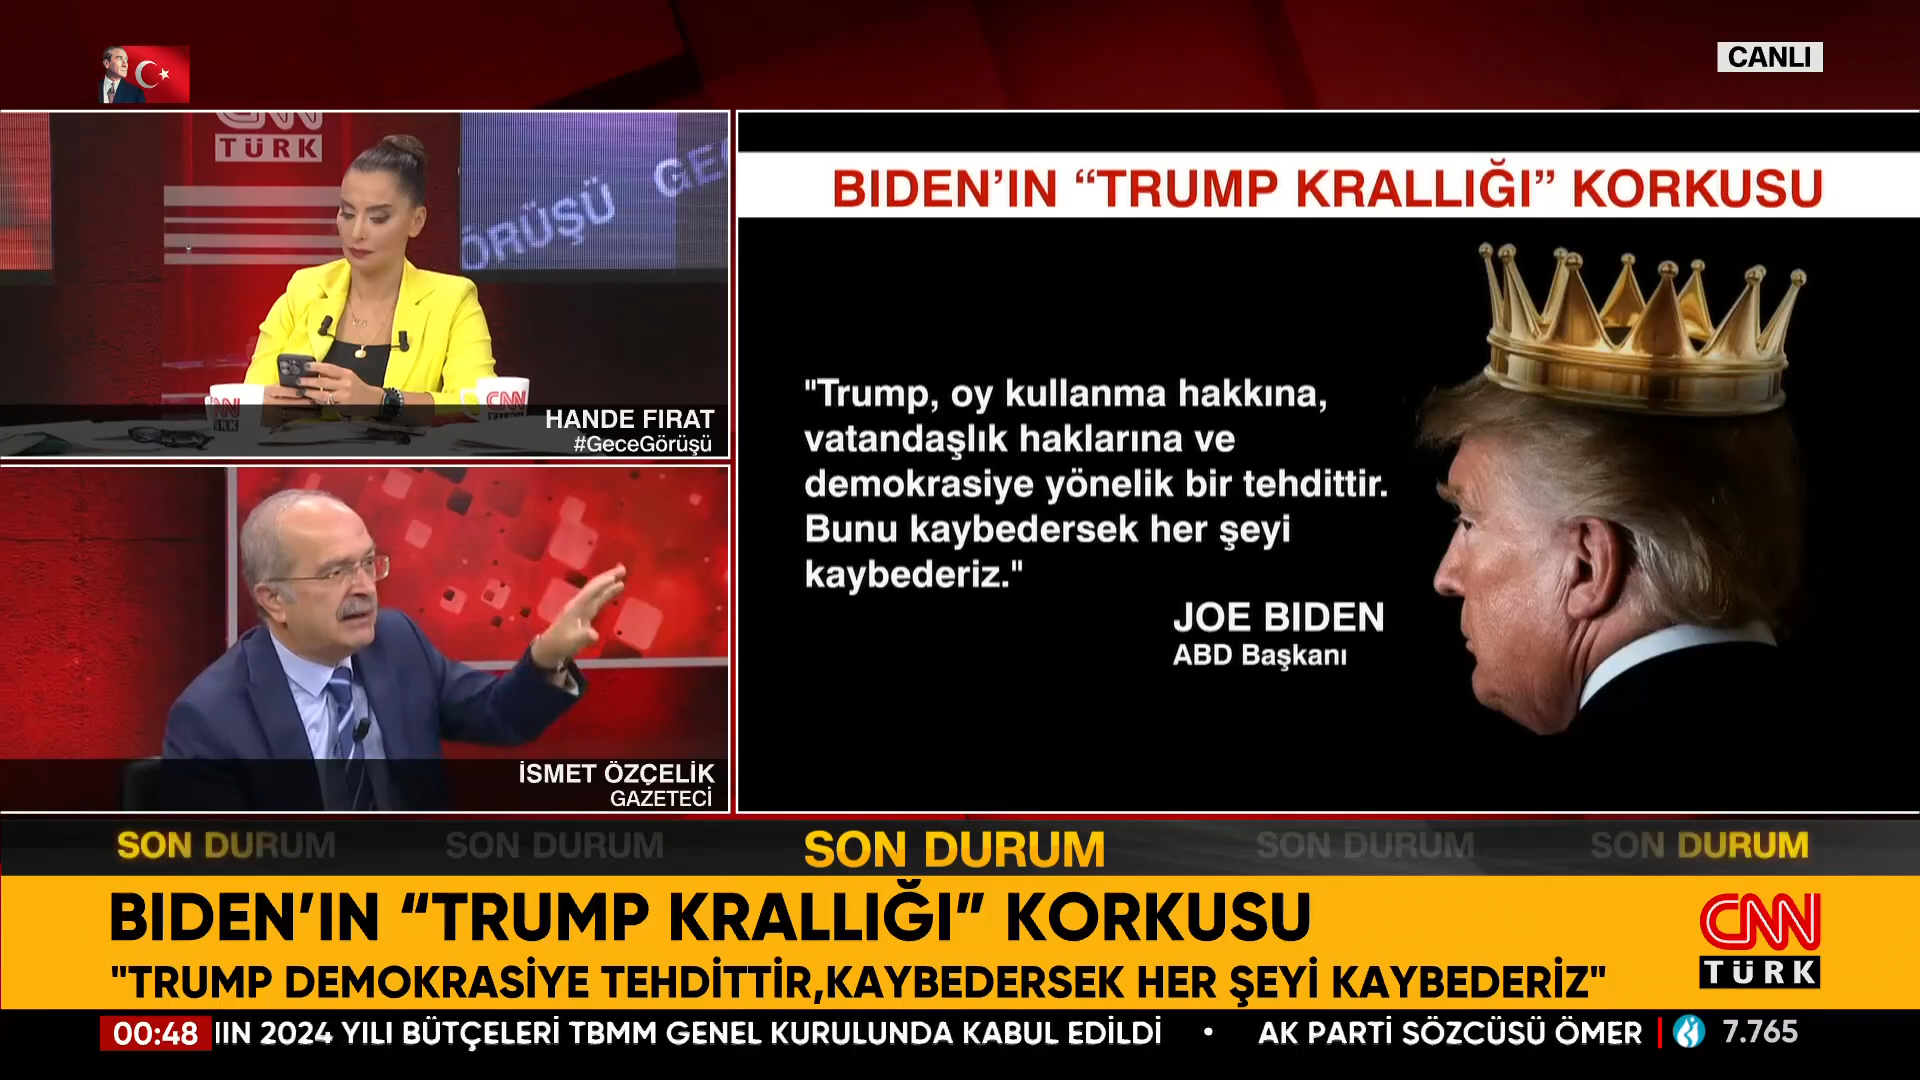 CANLI
CNN
TÜRK
GÖRÜŞÜ GEC
CNN
TÜRK
CNN
HANDE FIRAT
#GeceGörüşü
İSMET ÖZÇELİK
GAZETECİ
BIDEN’IN “TRUMP KRALLIĞI” KORKUSU
"Trump, oy kullanma hakkına,
vatandaşlık haklarına ve
demokrasiye yönelik bir tehdittir.
Bunu kaybedersek her şeyi
kaybederiz."
JOE BIDEN
ABD Başkanı
SON DURUM SON DURUM SON DURUM SON DURUM SON DURUM
BIDEN’IN “TRUMP KRALLIĞI” KORKUSU
"TRUMP DEMOKRASİYE TEHDİTTİR,KAYBEDERSEK HER ŞEYİ KAYBEDERİZ"
CNN
TÜRK
00:48 IIN 2024 YILI BÜTÇELERİ TBMM GENEL KURULUNDA KABUL EDİLDİ • AK PARTİ SÖZCÜSÜ ÖMER 7.765